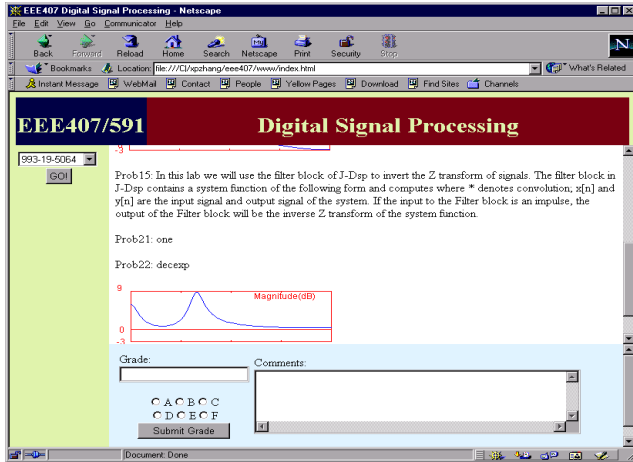 EEE407 Digital Signal Processing - Netscape
File Edit View Go Communicator Help
Back Forward Reload Home Search Netscape Print Security Stop
N
Bookmarks Location: file:///C|/xpzhang/eee407/www/index.html What's Related
Instant Message WebMail Contact People Yellow Pages Download Find Sites Channels
EEE407/591 Digital Signal Processing
993-19-5064
GO!
-3
Prob15: In this lab we will use the filter block of J-Dsp to invert the Z transform of signals. The filter block in
J-Dsp contains a system function of the following form and computes where * denotes convolution; x[n] and
y[n] are the input signal and output signal of the system. If the input to the Filter block is an impulse, the
output of the Filter block will be the inverse Z transform of the system function.
Prob21: one
Prob22: decexp
9
Magnitude(dB)
0
-3
Grade:
Comments:
A B C
D E F
Submit Grade
Document: Done